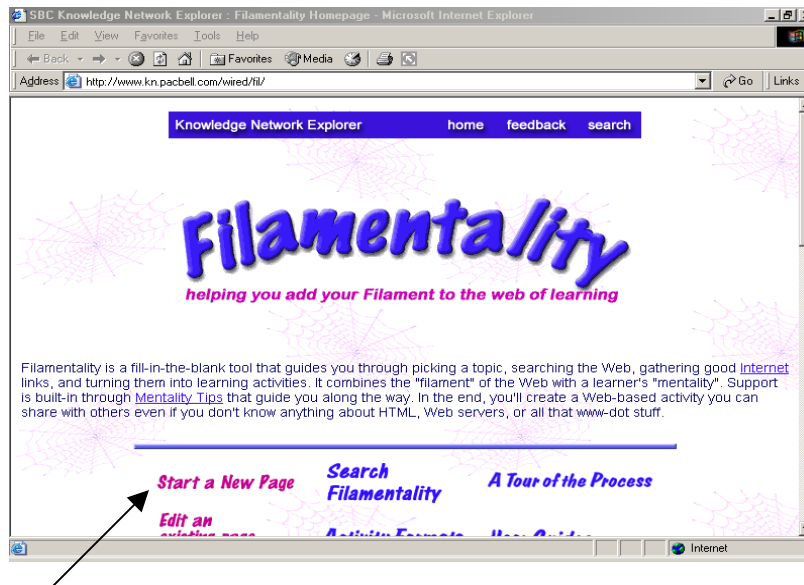 SBC Knowledge Network Explorer : Filamentality Homepage - Microsoft Internet Explorer
File Edit View Favorites Tools Help
Back Favorites Media
Address http://www.kn.pacbell.com/wired/fil/ Go Links
Knowledge Network Explorer home feedback search
Filamentality
helping you add your Filament to the web of learning
Filamentality is a fill-in-the-blank tool that guides you through picking a topic, searching the Web, gathering good Internet
links, and turning them into learning activities. It combines the "filament" of the Web with a learner's "mentality". Support
is built-in through Mentality Tips that guide you along the way. In the end, you'll create a Web-based activity you can
share with others even if you don't know anything about HTML, Web servers, or all that www-dot stuff.
Start a New Page
Search
Filamentality
A Tour of the Process
Edit an
existing page
Activity Formats
User Guides
Internet